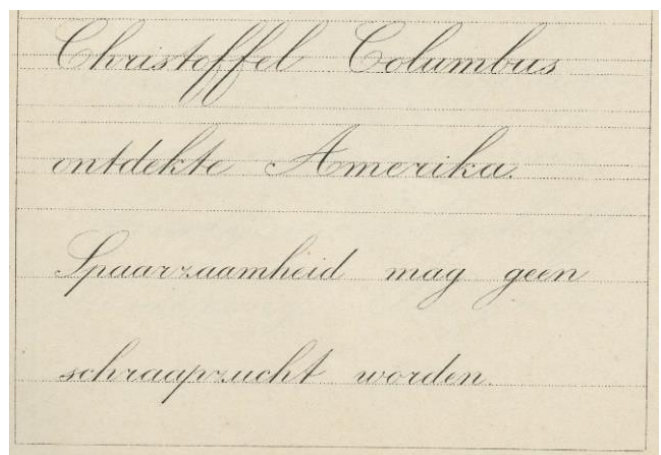 Christoffel Columbus
ontdekte Amerika.
Spaarzaamheid mag geen
schraapzucht worden.